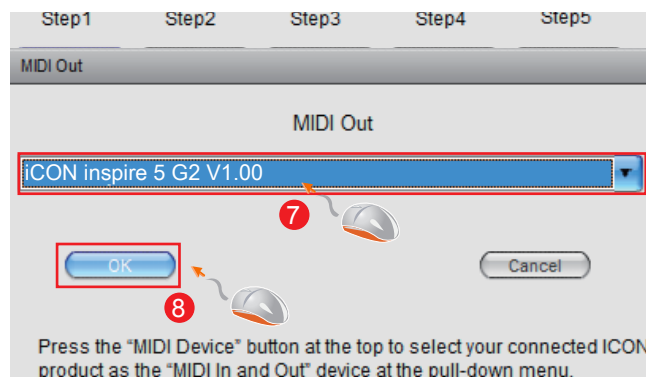 Step1 Step2 Step3 Step4 Step5
MIDI Out
MIDI Out
iCON inspire 5 G2 V1.00
7
OK Cancel
8
Press the “MIDI Device” button at the top to select your connected ICON
product as the “MIDI In and Out” device at the pull-down menu.